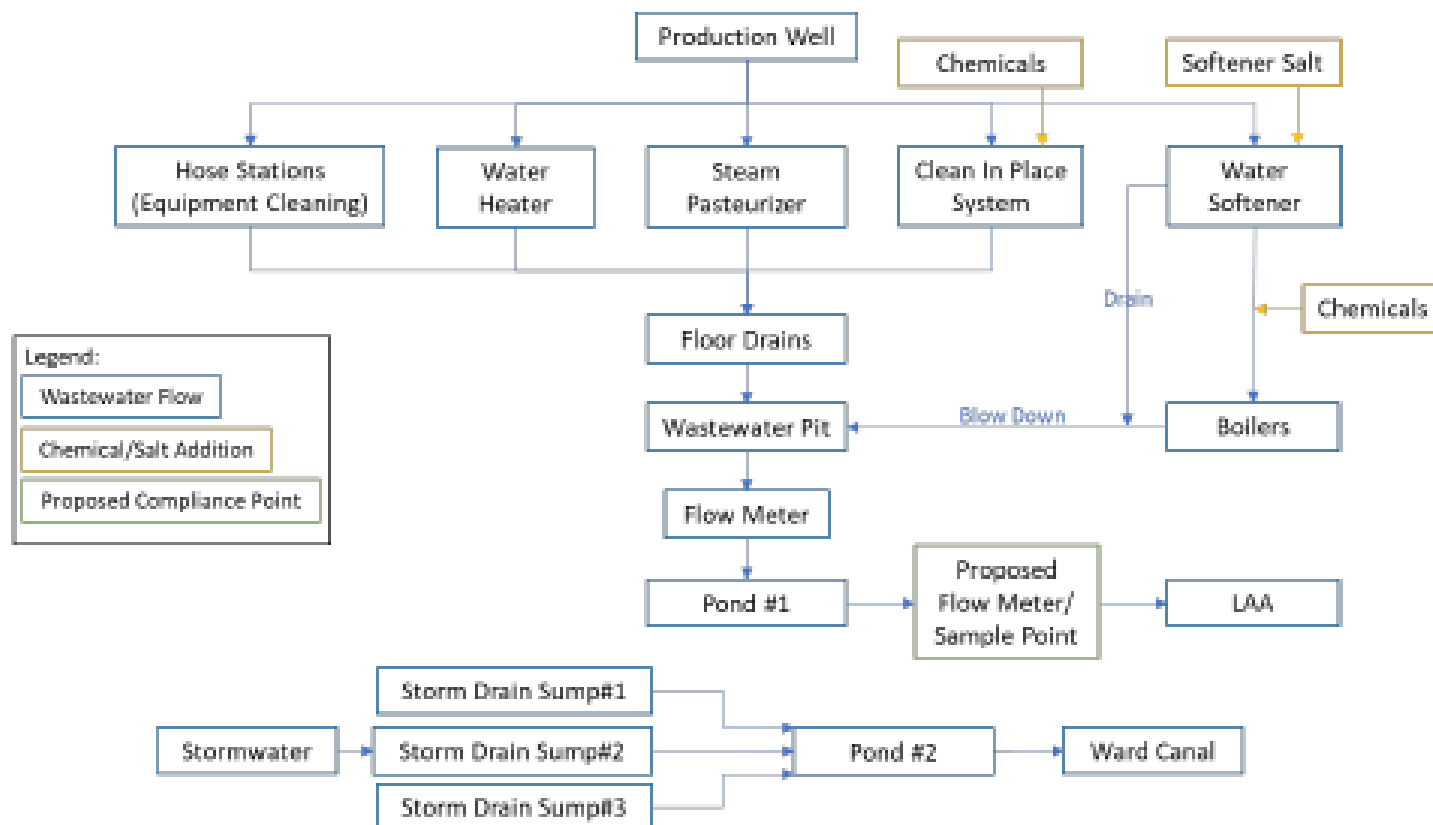 Production Well
Chemicals
Softener Salt
Hose Stations
(Equipment Cleaning)
Water
Heater
Steam
Pasteurizer
Clean In Place
System
Water
Softener
Drain
Chemicals
Floor Drains
Legend:
Wastewater Flow
Chemical/Salt Addition
Proposed Compliance Point
Wastewater Pit
Blow Down
Boilers
Flow Meter
Pond #1
Proposed
Flow Meter/
Sample Point
LAA
Storm Drain Sump#1
Stormwater
Storm Drain Sump#2
Pond #2
Ward Canal
Storm Drain Sump#3